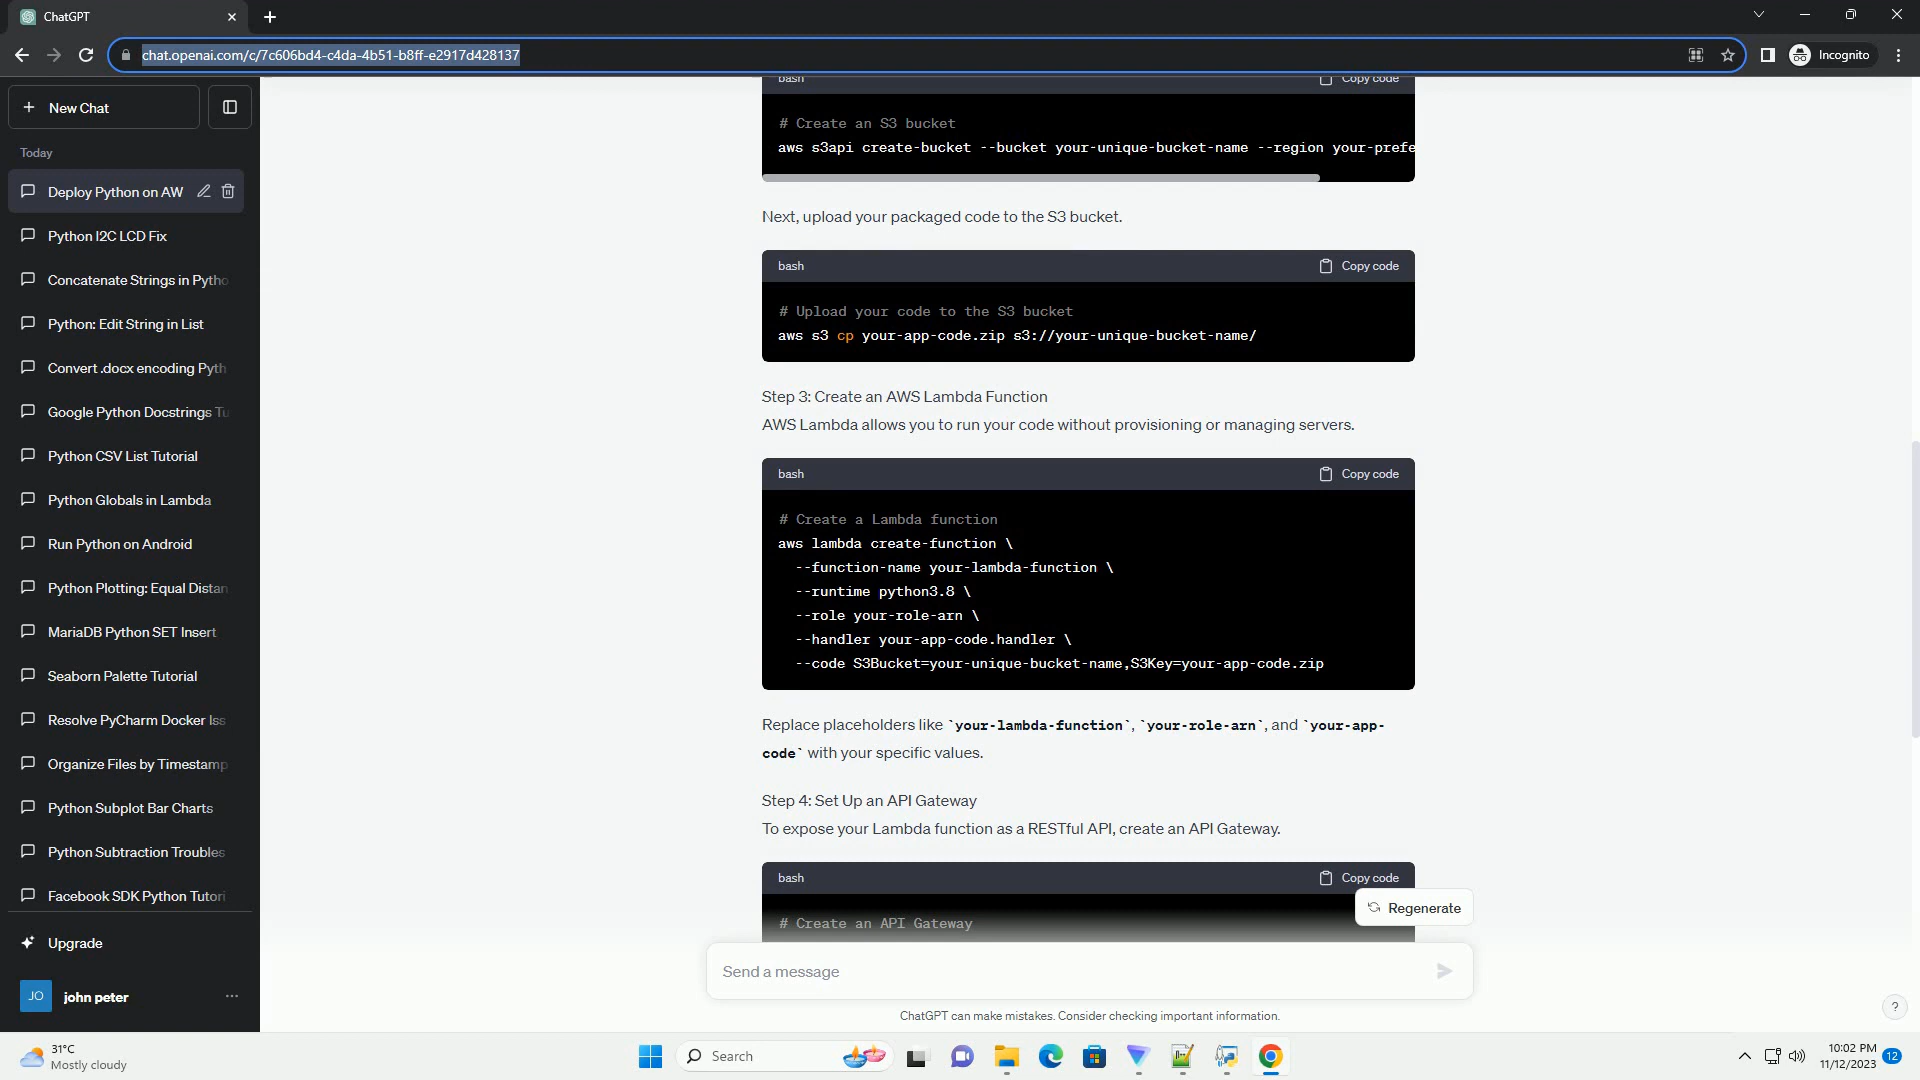 ChatGPT
chat.openai.com/c/7c606bd4-c4da-4b51-b8ff-e2917d428137
Incognito
New Chat
Today
Deploy Python on AW
Python I2C LCD Fix
Concatenate Strings in Pytho
Python: Edit String in List
Convert .docx encoding Pyth
Google Python Docstrings Tu
Python CSV List Tutorial
Python Globals in Lambda
Run Python on Android
Python Plotting: Equal Distan
MariaDB Python SET Insert
Seaborn Palette Tutorial
Resolve PyCharm Docker Iss
Organize Files by Timestamp
Python Subplot Bar Charts
Python Subtraction Troubles
Facebook SDK Python Tutori
Upgrade
JO john peter
bash Copy code
# Create an S3 bucket
aws s3api create-bucket --bucket your-unique-bucket-name --region your-prefe
Next, upload your packaged code to the S3 bucket.
bash Copy code
# Upload your code to the S3 bucket
aws s3 cp your-app-code.zip s3://your-unique-bucket-name/
Step 3: Create an AWS Lambda Function
AWS Lambda allows you to run your code without provisioning or managing servers.
bash Copy code
# Create a Lambda function
aws lambda create-function \
--function-name your-lambda-function \
--runtime python3.8 \
--role your-role-arn \
--handler your-app-code.handler \
--code S3Bucket=your-unique-bucket-name,S3Key=your-app-code.zip
Replace placeholders like `your-lambda-function`, `your-role-arn`, and `your-app-
code` with your specific values.
Step 4: Set Up an API Gateway
To expose your Lambda function as a RESTful API, create an API Gateway.
bash Copy code
# Create an API Gateway
Regenerate
Send a message
ChatGPT can make mistakes. Consider checking important information.
?
31°C
Mostly cloudy
Search
10:02 PM
11/12/2023
12